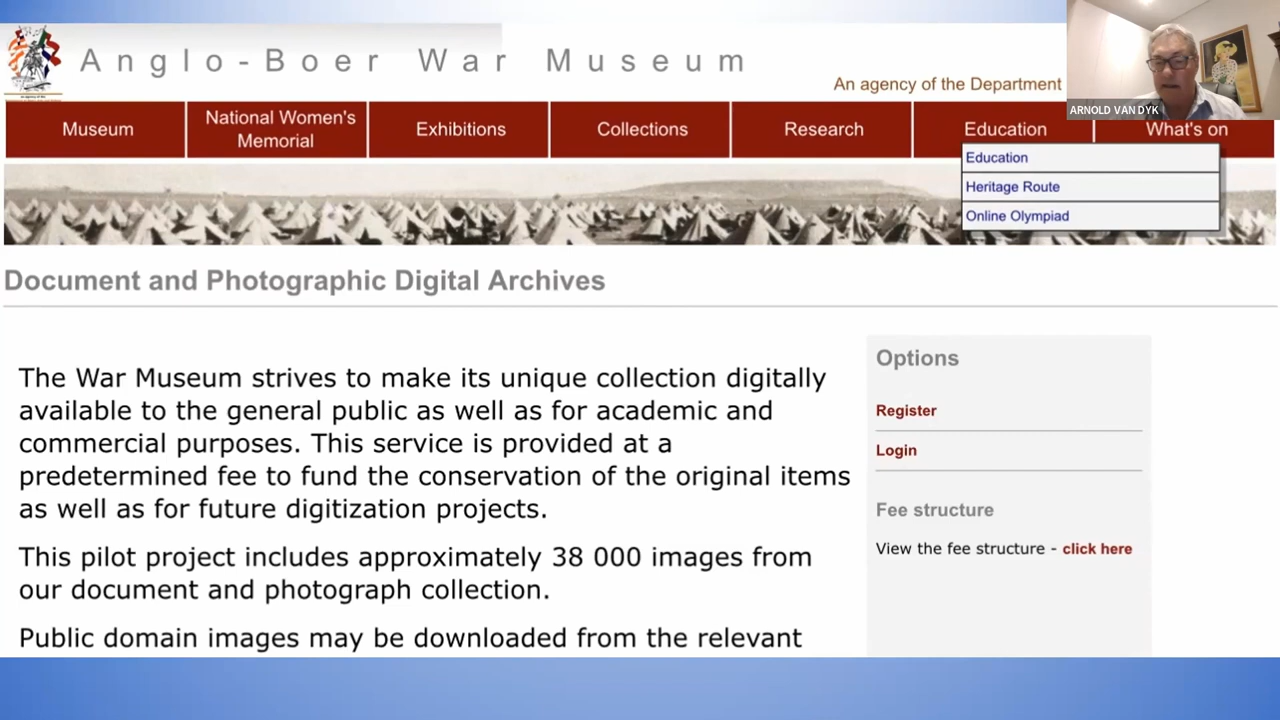 Anglo-Boer War Museum
An agency of the Department
ARNOLD VAN DYK
Museum
National Women's
Memorial
Exhibitions
Collections
Research
Education
What's on
Education
Heritage Route
Online Olympiad
Document and Photographic Digital Archives
The War Museum strives to make its unique collection digitally
available to the general public as well as for academic and
commercial purposes. This service is provided at a
predetermined fee to fund the conservation of the original items
as well as for future digitization projects.
This pilot project includes approximately 38 000 images from
our document and photograph collection.
Public domain images may be downloaded from the relevant
Options
Register
Login
Fee structure
View the fee structure - click here